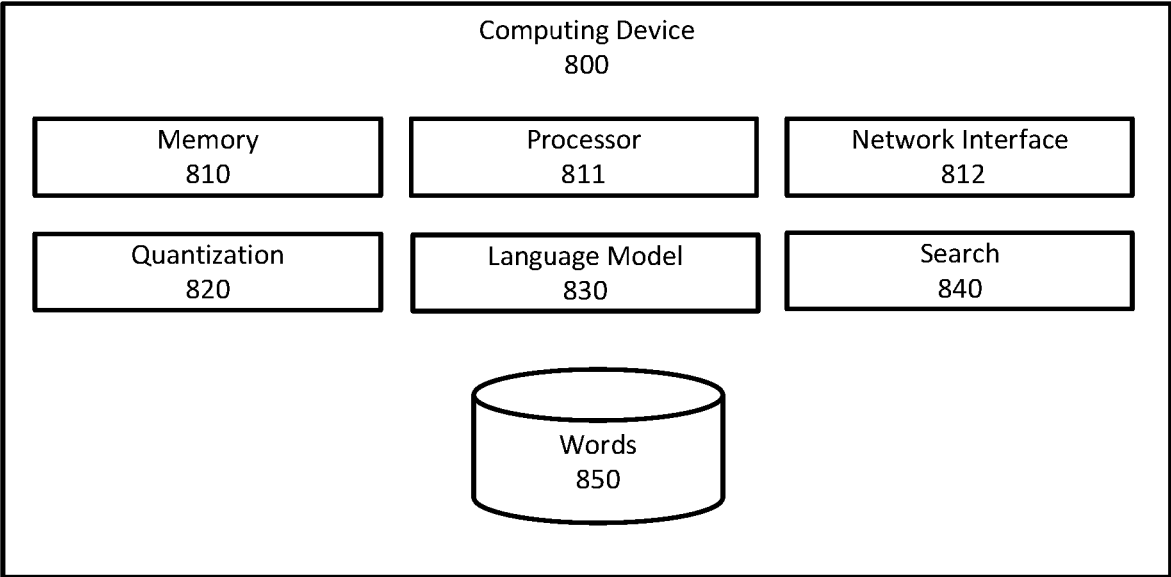 Computing Device
800
Memory
810
Processor
811
Network Interface
812
Quantization
820
Language Model
830
Search
840
Words
850